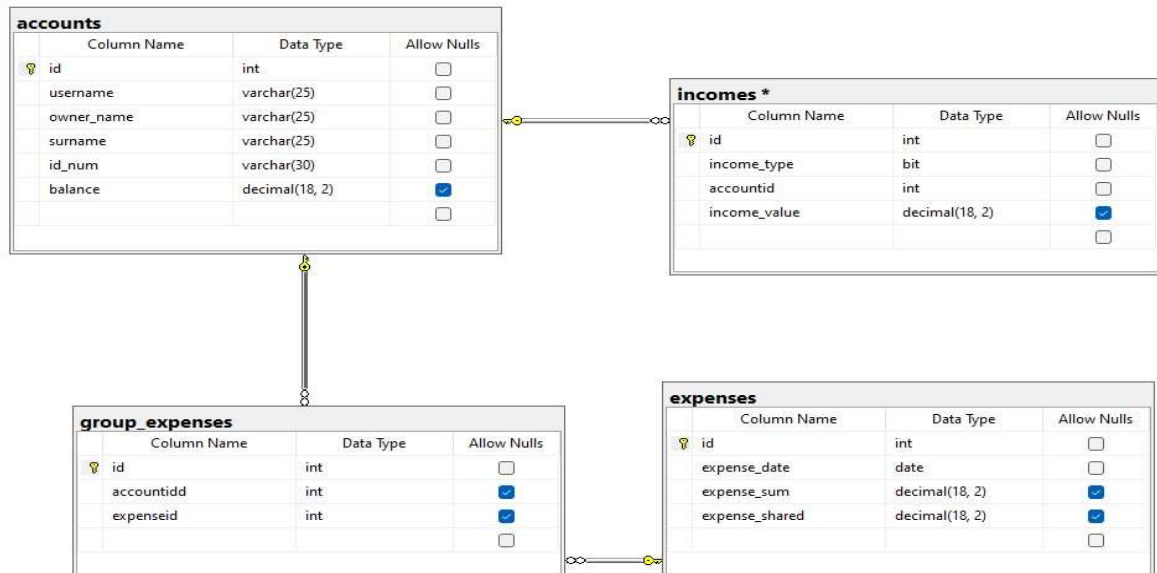 accounts
Column Name Data Type Allow Nulls
id int
username varchar(25)
owner_name varchar(25)
surname varchar(25)
id_num varchar(30)
balance decimal(18, 2)
incomes *
Column Name Data Type Allow Nulls
id int
income_type bit
accountid int
income_value decimal(18, 2)
group_expenses
Column Name Data Type Allow Nulls
id int
accountidd int
expenseid int
expenses
Column Name Data Type Allow Nulls
id int
expense_date date
expense_sum decimal(18, 2)
expense_shared decimal(18, 2)